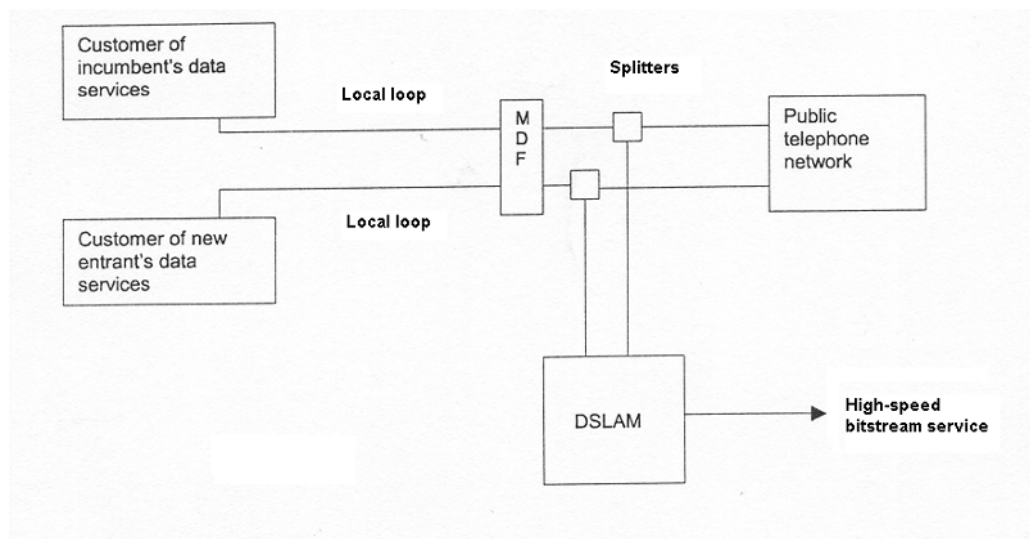 Customer of
incumbent's data
services
Local loop
Splitters
M
D
F
Public
telephone
network
Local loop
Customer of new
entrant's data
services
DSLAM
High-speed
bitstream service